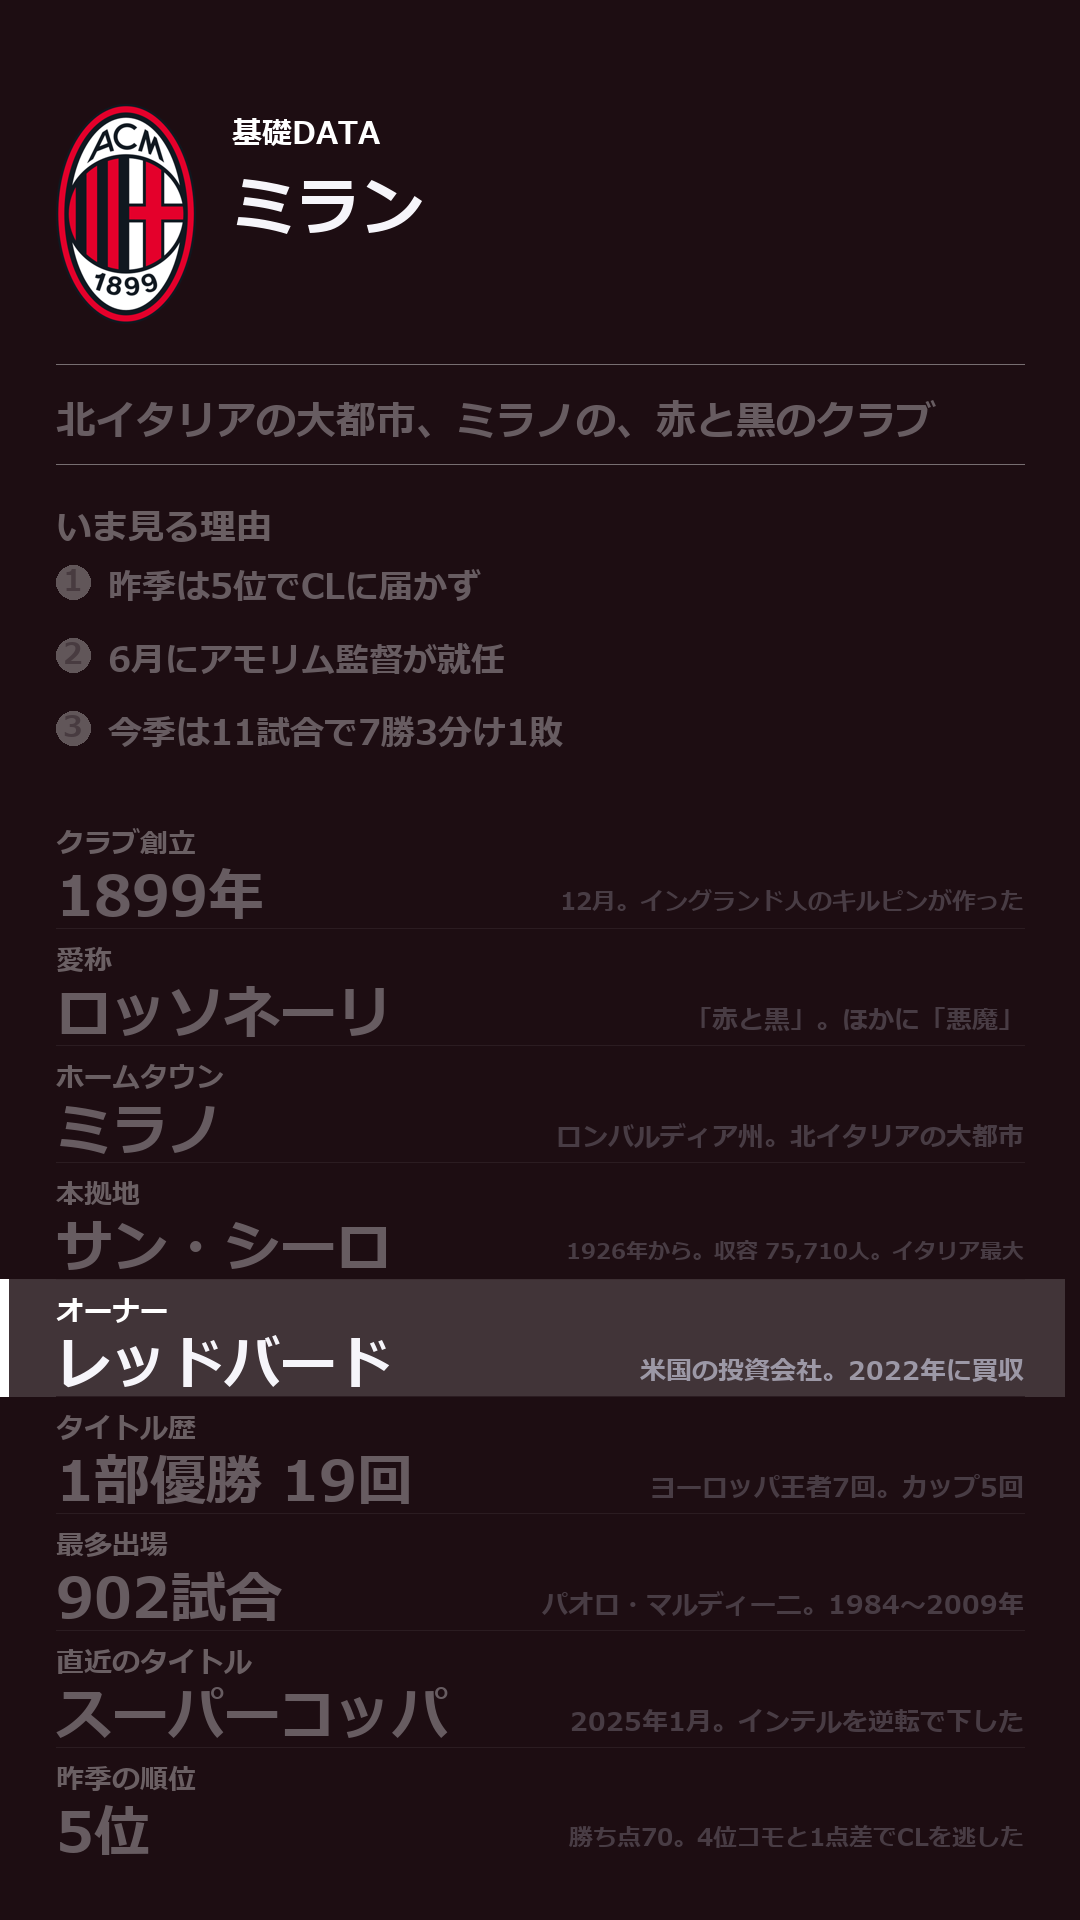 ACM
1899
基礎DATA
ミラン
北イタリアの大都市、ミラノの、赤と黒のクラブ
いま見る理由
1 昨季は5位でCLに届かず
2 6月にアモリム監督が就任
3 今季は11試合で7勝3分け1敗
クラブ創立
1899年 12月。イングランド人のキルピンが作った
愛称
ロッソネーリ 「赤と黒」。ほかに「悪魔」
ホームタウン
ミラノ ロンバルディア州。北イタリアの大都市
本拠地
サン・シーロ 1926年から。収容 75,710人。イタリア最大
オーナー
レッドバード 米国の投資会社。2022年に買収
タイトル歴
1部優勝 19回 ヨーロッパ王者7回。カップ5回
最多出場
902試合 パオロ・マルディーニ。1984〜2009年
直近のタイトル
スーパーコッパ 2025年1月。インテルを逆転で下した
昨季の順位
5位 勝ち点70。4位コモと1点差でCLを逃した